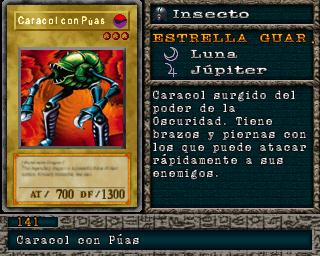 Caracol con Púas
AT/ 700 DF/1300
Insecto
ESTRELLA GUAR.
Luna
Júpiter
Caracol surgido del
poder de la
Oscuridad. Tiene
brazos y piernas con
los que puede atacar
rápidamente a sus
enemigos.
141
Caracol con Púas